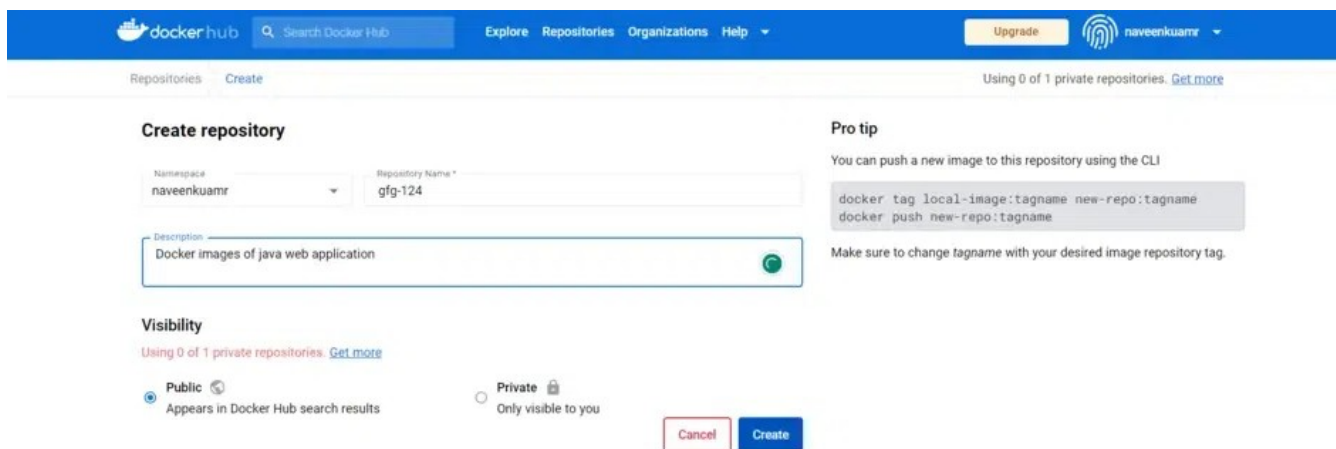 dockerhub Search Docker Hub Explore Repositories Organizations Help Upgrade naveenkuamr
Repositories Create Using 0 of 1 private repositories. Get more
Create repository
Namespace
naveenkuamr
Repository Name *
gfg-124
Description
Docker images of java web application
Visibility
Using 0 of 1 private repositories. Get more
Public
Appears in Docker Hub search results
Private
Only visible to you
Cancel Create
Pro tip
You can push a new image to this repository using the CLI
docker tag local-image:tagname new-repo:tagname
docker push new-repo:tagname
Make sure to change tagname with your desired image repository tag.